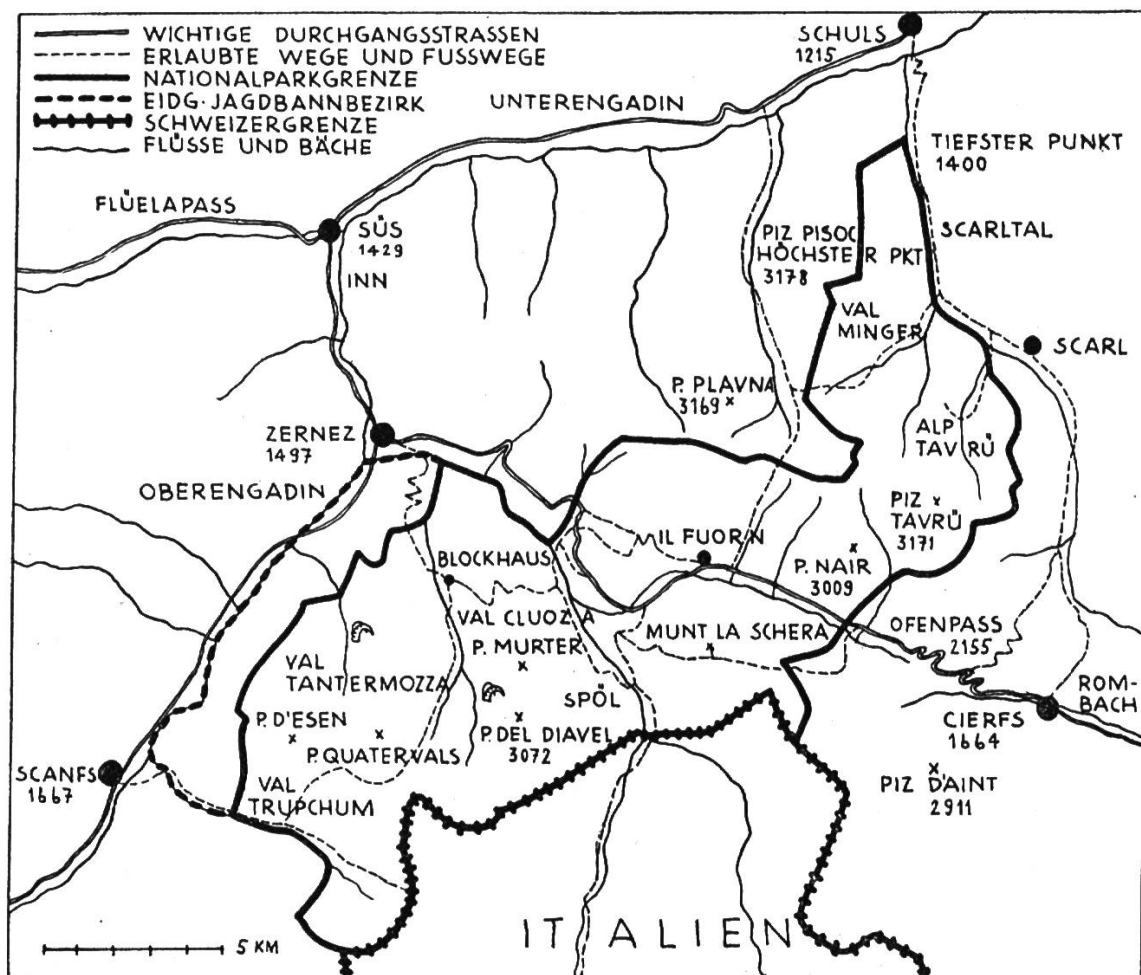 WICHTIGE DURCHGANGSSTRASSEN
ERLAUBTE WEGE UND FUSSWEGE
NATIONALPARKGRENZE
EIDG·JAGDBANNBEZIRK
SCHWEIZERGRENZE
FLÜSSE UND BÄCHE
SCHULS
1215
UNTERENGADIN
TIEFSTER PUNKT
1400
FLÜELAPASS
SÜS
1429
INN
SCARLTAL
PIZ PISOC
HÖCHSTER PKT
3178
VAL
MINGER
SCARL
P. PLAVNA
3169
ZERNEZ
1497
ALP
TAVRÜ
OBERENGADIN
PIZ
TAVRÜ
3171
IL FUORN
BLOCKHAUS
P. NAIR
3009
VAL CLUOZA
P. MURTER
MUNT LA SCHERA
OFENPASS
2155
VAL
TANTERMOZZA
SPÖL
ROM-
BACH
P. D'ESEN
P. QUATERVALS
P. DEL DIAVEL
3072
CIERFS
1664
SCANFS
1667
VAL
TRUPCHUM
PIZ D'AINT
2911
ITALIEN
5 KM